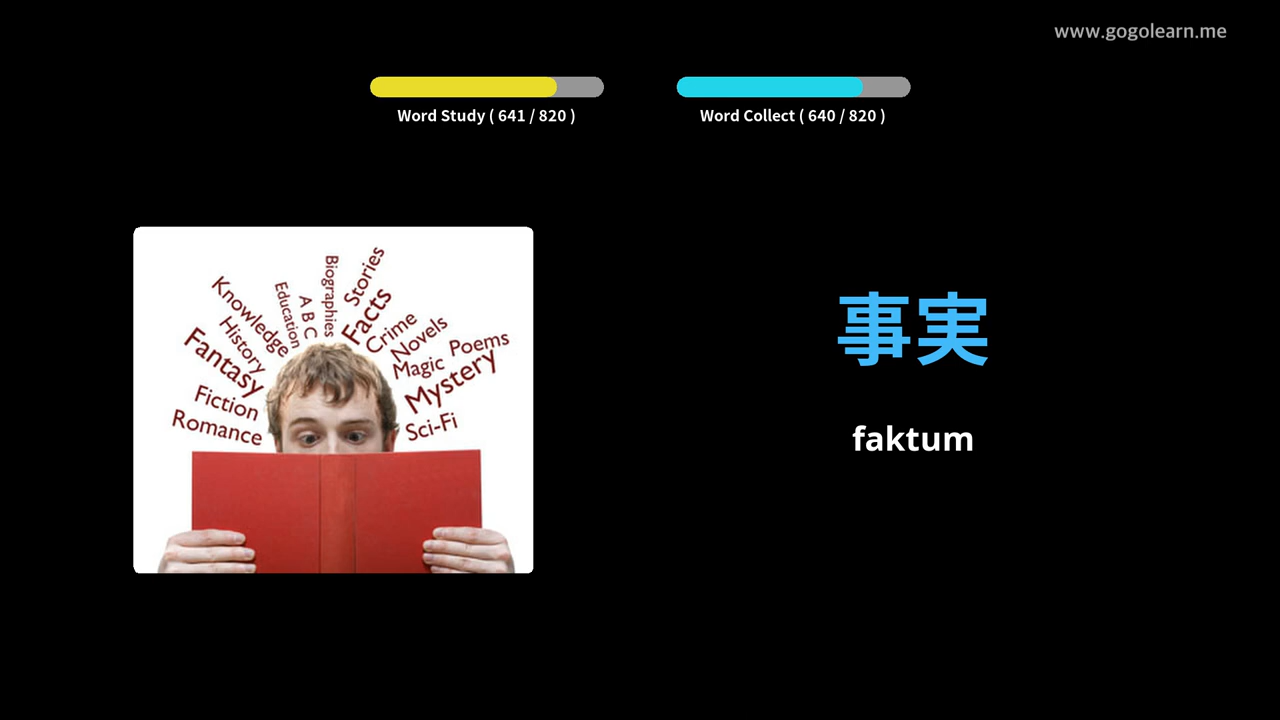 www.gogolearn.me
Word Study ( 641 / 820 )
Word Collect ( 640 / 820 )
Knowledge
History
Fantasy
Fiction
Romance
Education
A B C
Biographies
Stories
Facts
Crime
Novels
Magic
Poems
Mystery
Sci-Fi
事実
faktum